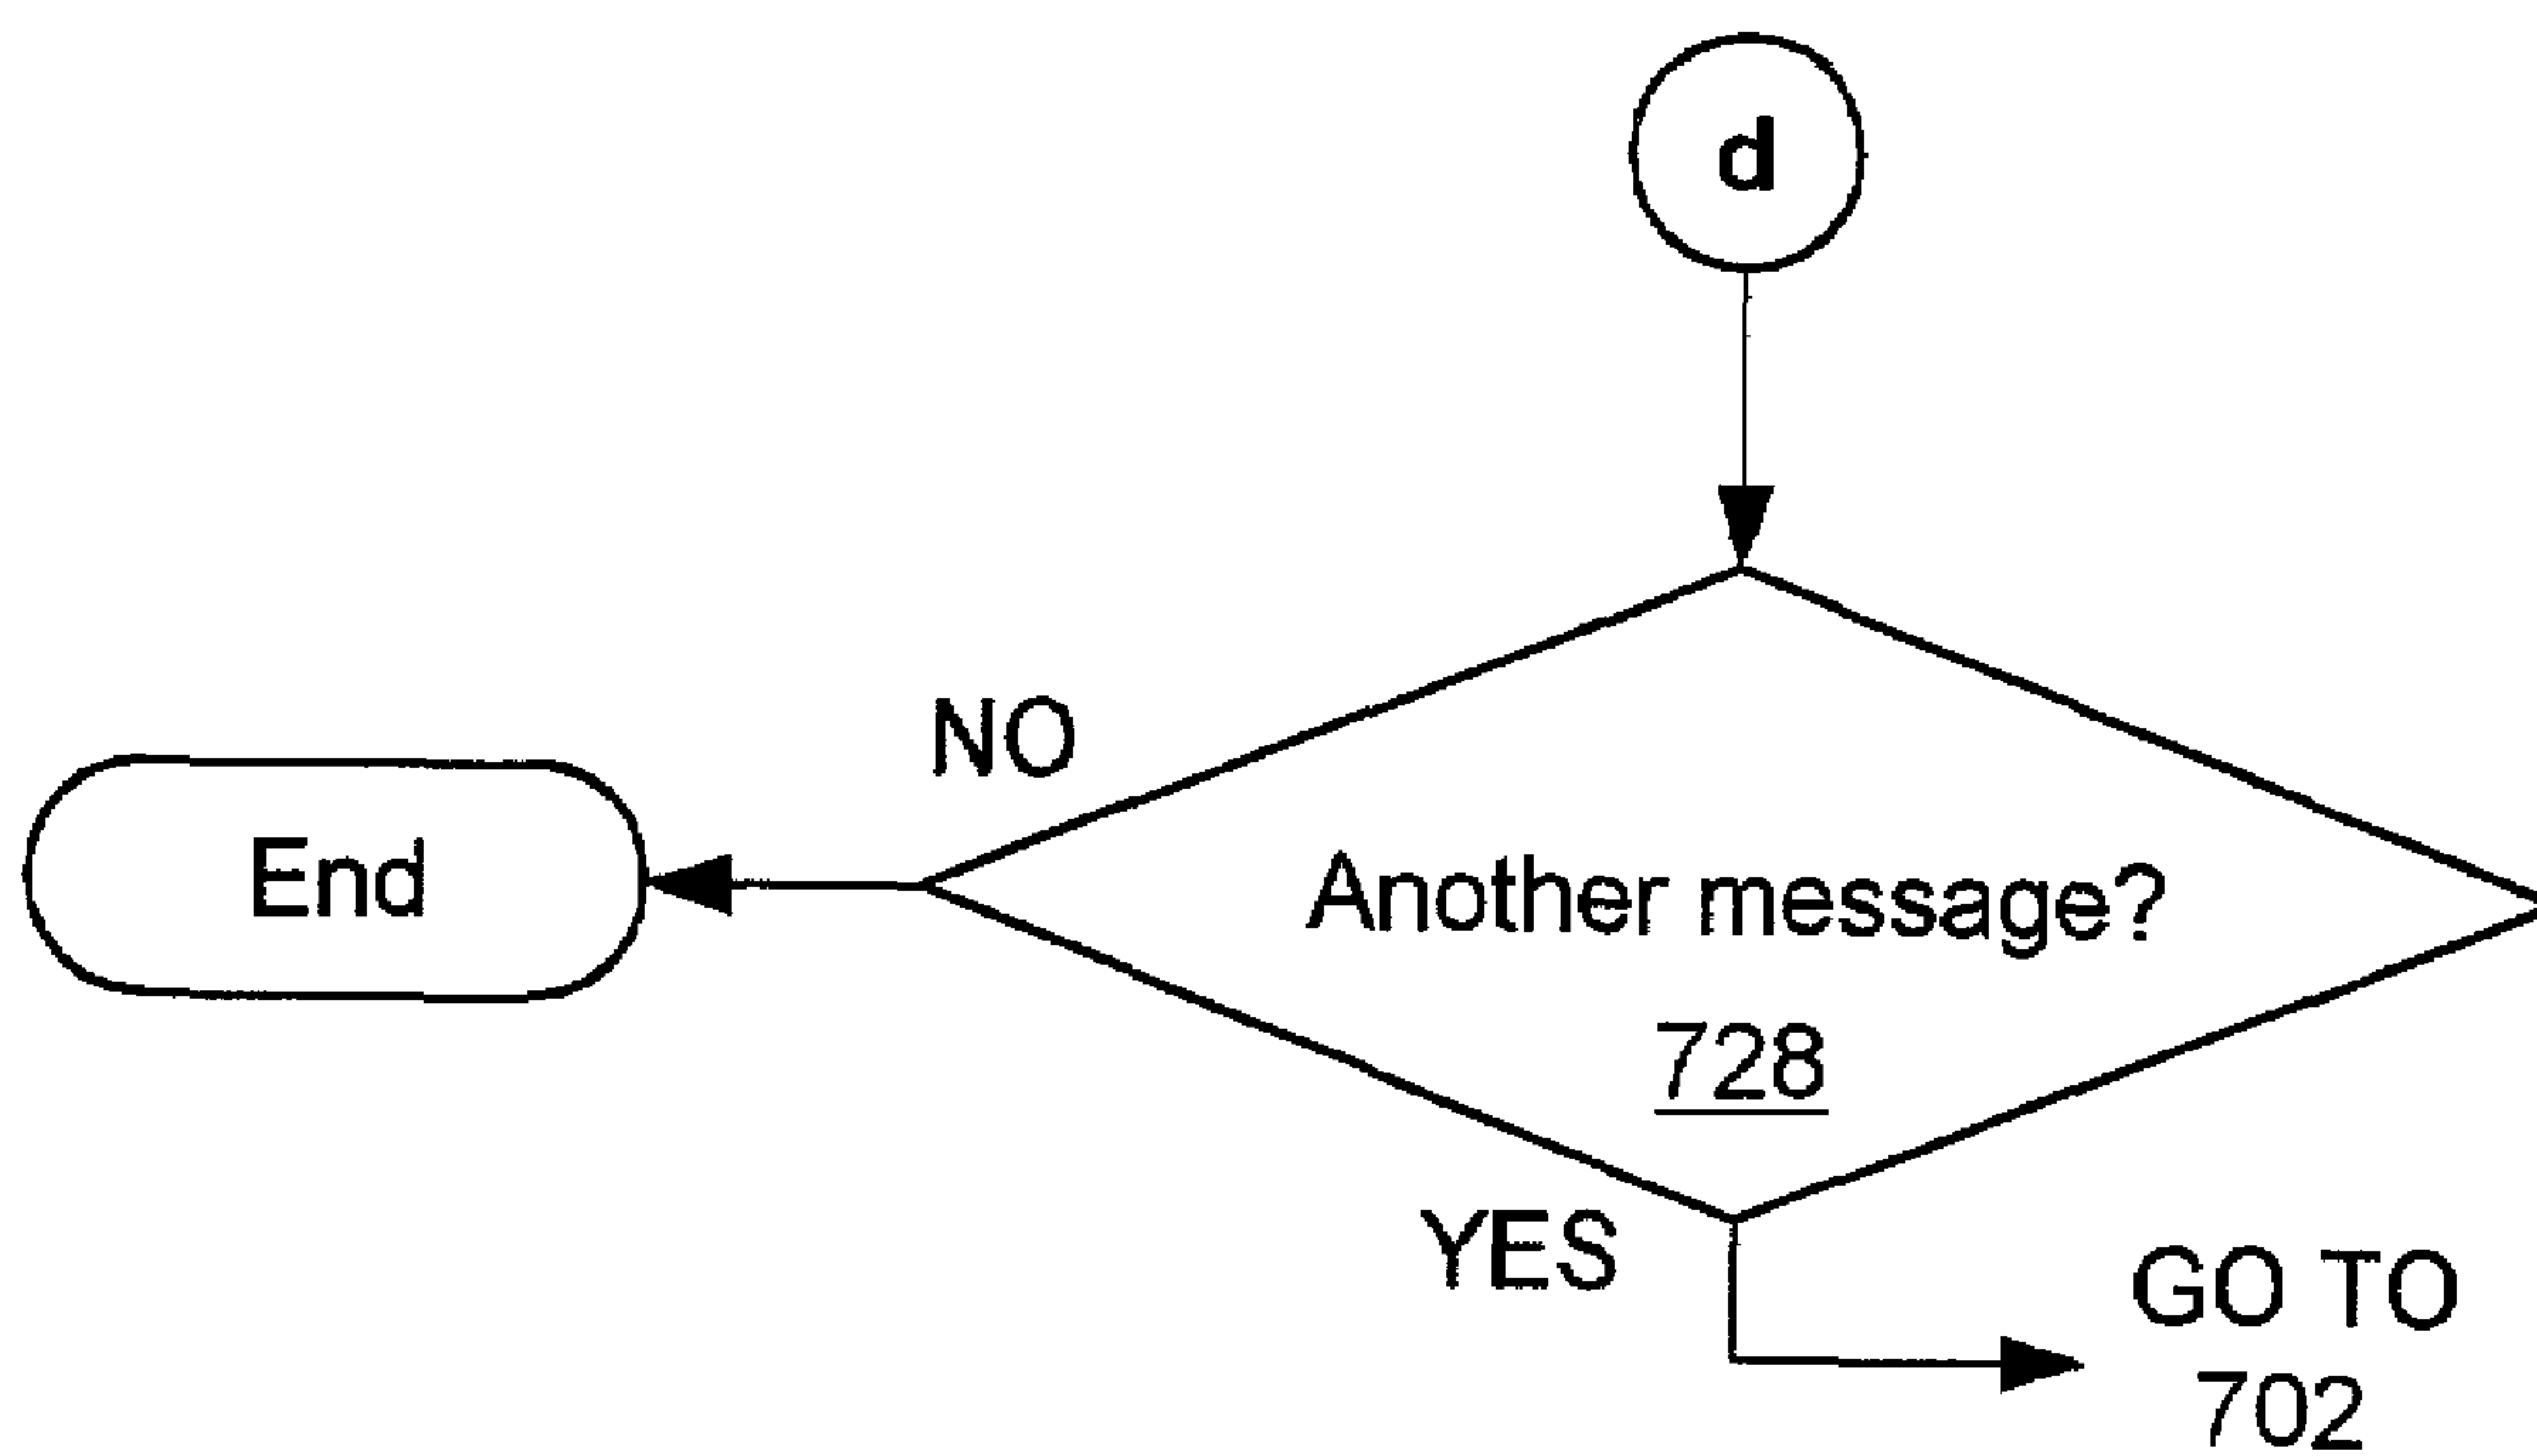 d
NO
End
Another message?
728
YES
GO TO
702